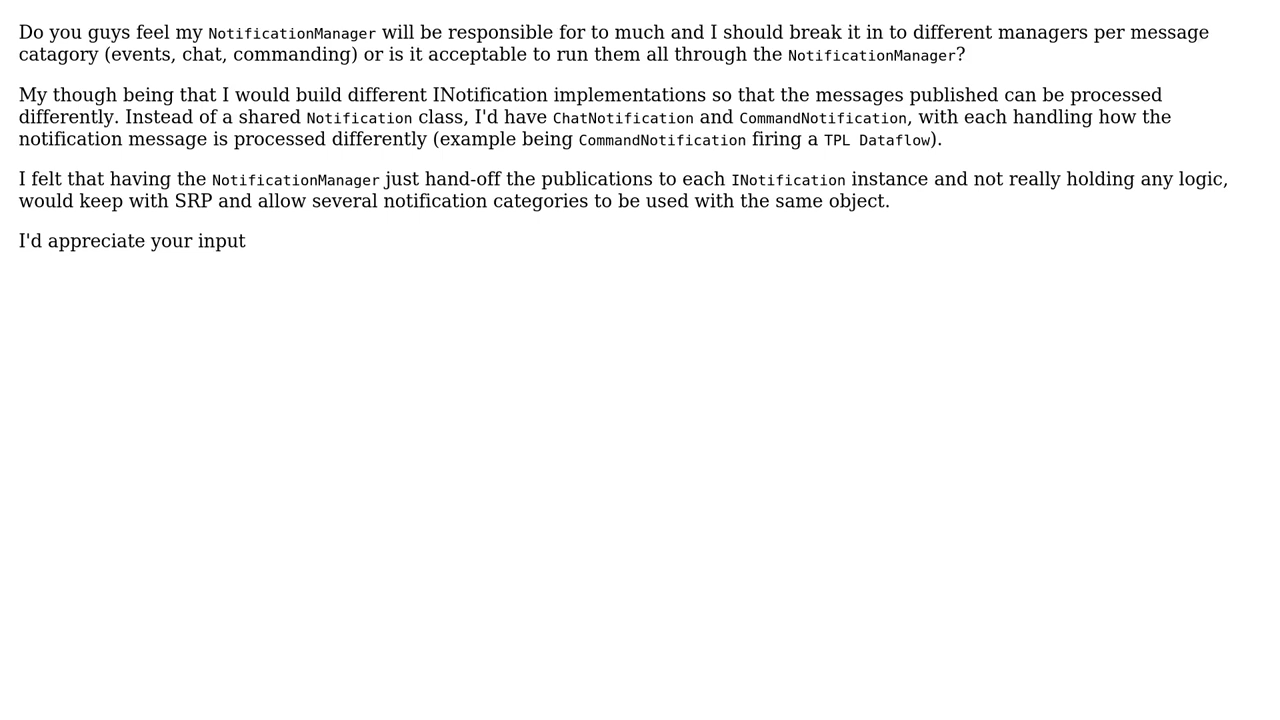 Do you guys feel my NotificationManager will be responsible for to much and I should break it in to different managers per message
catagory (events, chat, commanding) or is it acceptable to run them all through the NotificationManager?
My though being that I would build different INotification implementations so that the messages published can be processed
differently. Instead of a shared Notification class, I'd have ChatNotification and CommandNotification, with each handling how the
notification message is processed differently (example being CommandNotification firing a TPL Dataflow).
I felt that having the NotificationManager just hand-off the publications to each INotification instance and not really holding any logic,
would keep with SRP and allow several notification categories to be used with the same object.
I'd appreciate your input